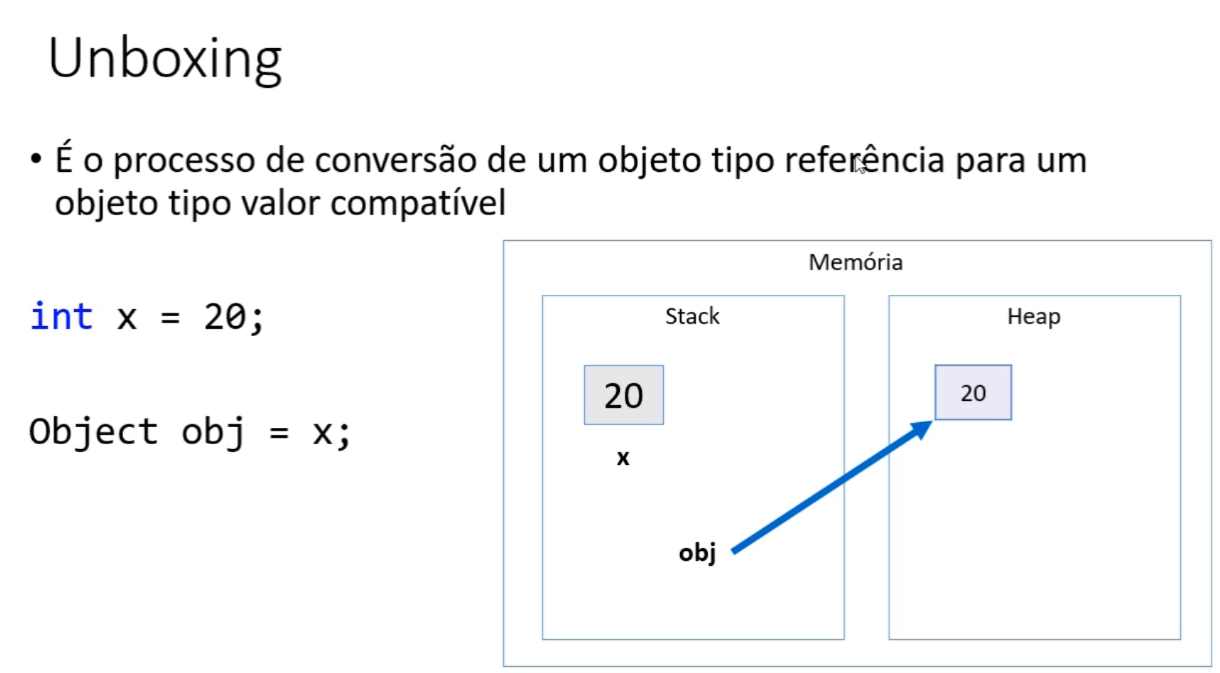 Unboxing
• É o processo de conversão de um objeto tipo referência para um
objeto tipo valor compatível
int x = 20;
Object obj = x;
Memória
Stack
Heap
20
20
x
obj